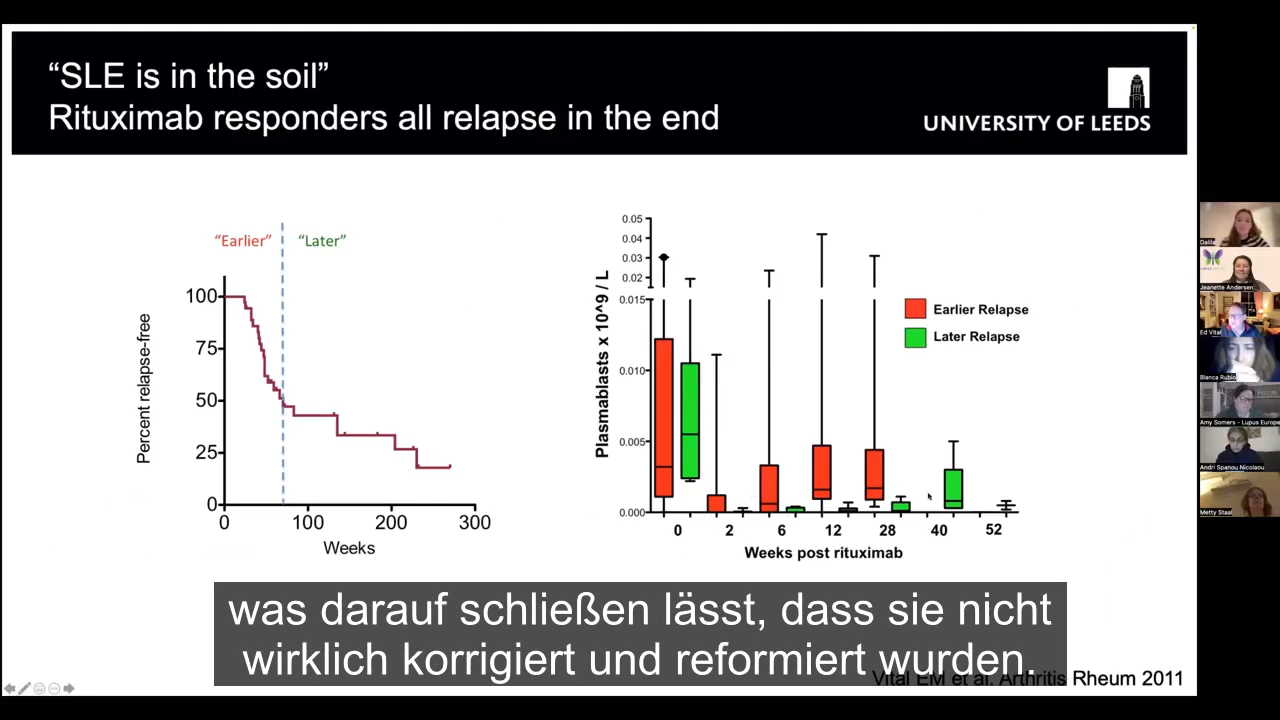 “SLE is in the soil”
Rituximab responders all relapse in the end
UNIVERSITY OF LEEDS
“Earlier” “Later”
Percent relapse-free
100
75
50
25
0
0 100 200 300
Weeks
Plasmablasts x 10^9 / L
0.05
0.04
0.03
0.02
0.015
0.010
0.005
0.000
0 2 6 12 28 40 52
Weeks post rituximab
Earlier Relapse
Later Relapse
was darauf schließen lässt, dass sie nicht
wirklich korrigiert und reformiert wurden.
Vital EM et al. Arthritis Rheum 2011
Dalila
Jeanette Andersen
Ed Vital
Blanca Rubio
Amy Somers - Lupus Europe
Andri Spanou Nicolaou
Metty Staal